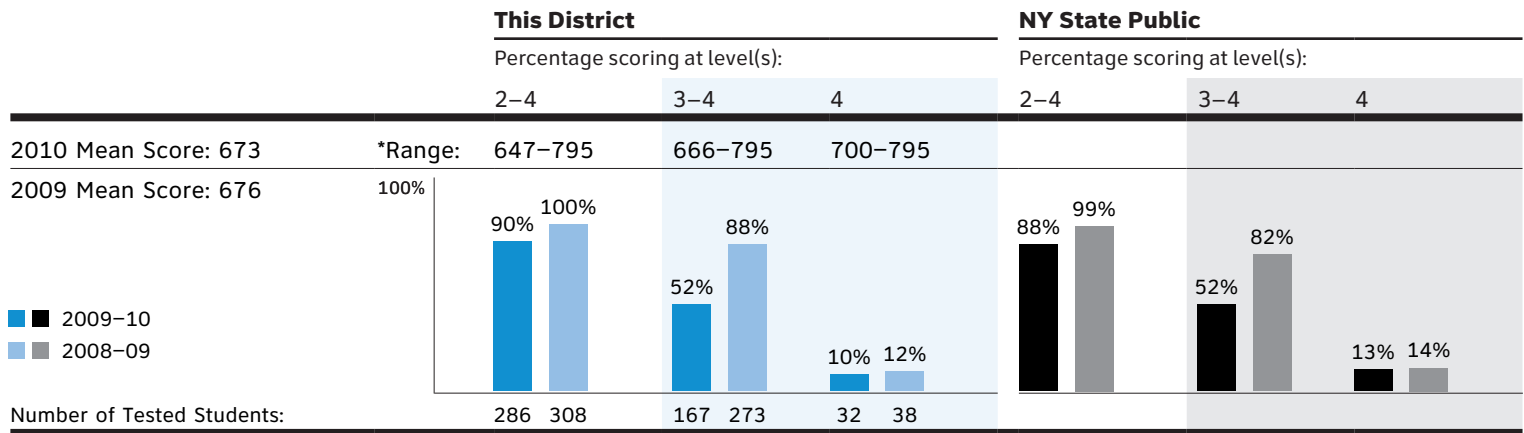 This District NY State Public
Percentage scoring at level(s): Percentage scoring at level(s):
2–4 3–4 4 2–4 3–4 4
2010 Mean Score: 673 *Range: 647–795 666–795 700–795
2009 Mean Score: 676 100%
90% 100% 88% 88% 99% 82%
52% 52%
10% 12% 13% 14%
2009–10
2008–09
Number of Tested Students: 286 308 167 273 32 38